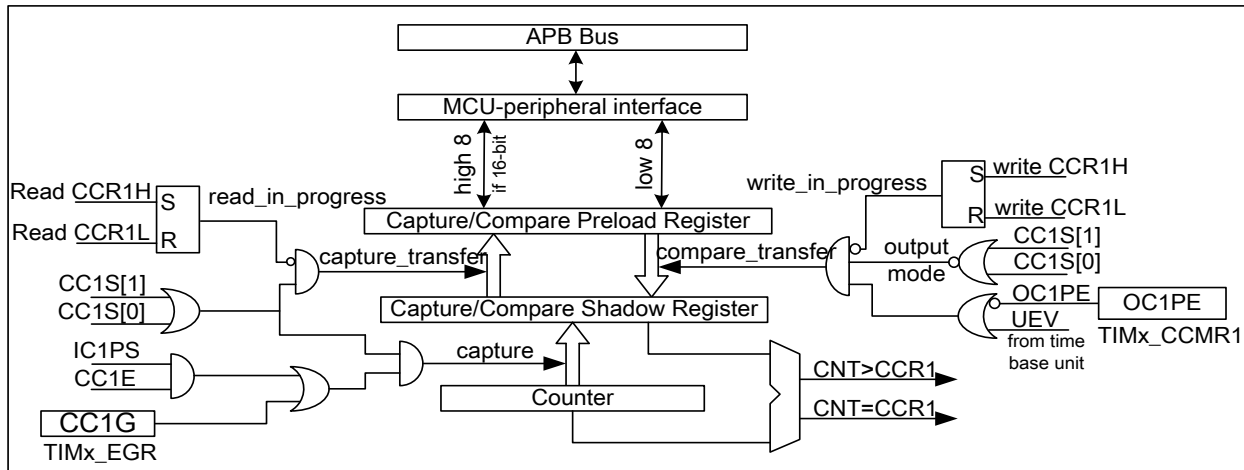 APB Bus
MCU-peripheral interface
high 8
if 16-bit
low 8
Read CCR1H
Read CCR1L
S
R
read_in_progress
write_in_progress
S
R
write CCR1H
write CCR1L
Capture/Compare Preload Register
capture_transfer
compare_transfer
output
mode
CC1S[1]
CC1S[0]
CC1S[1]
CC1S[0]
Capture/Compare Shadow Register
OC1PE
OC1PE
UEV
TIMx_CCMR1
from time
base unit
IC1PS
CC1E
capture
CC1G
TIMx_EGR
Counter
CNT>CCR1
CNT=CCR1